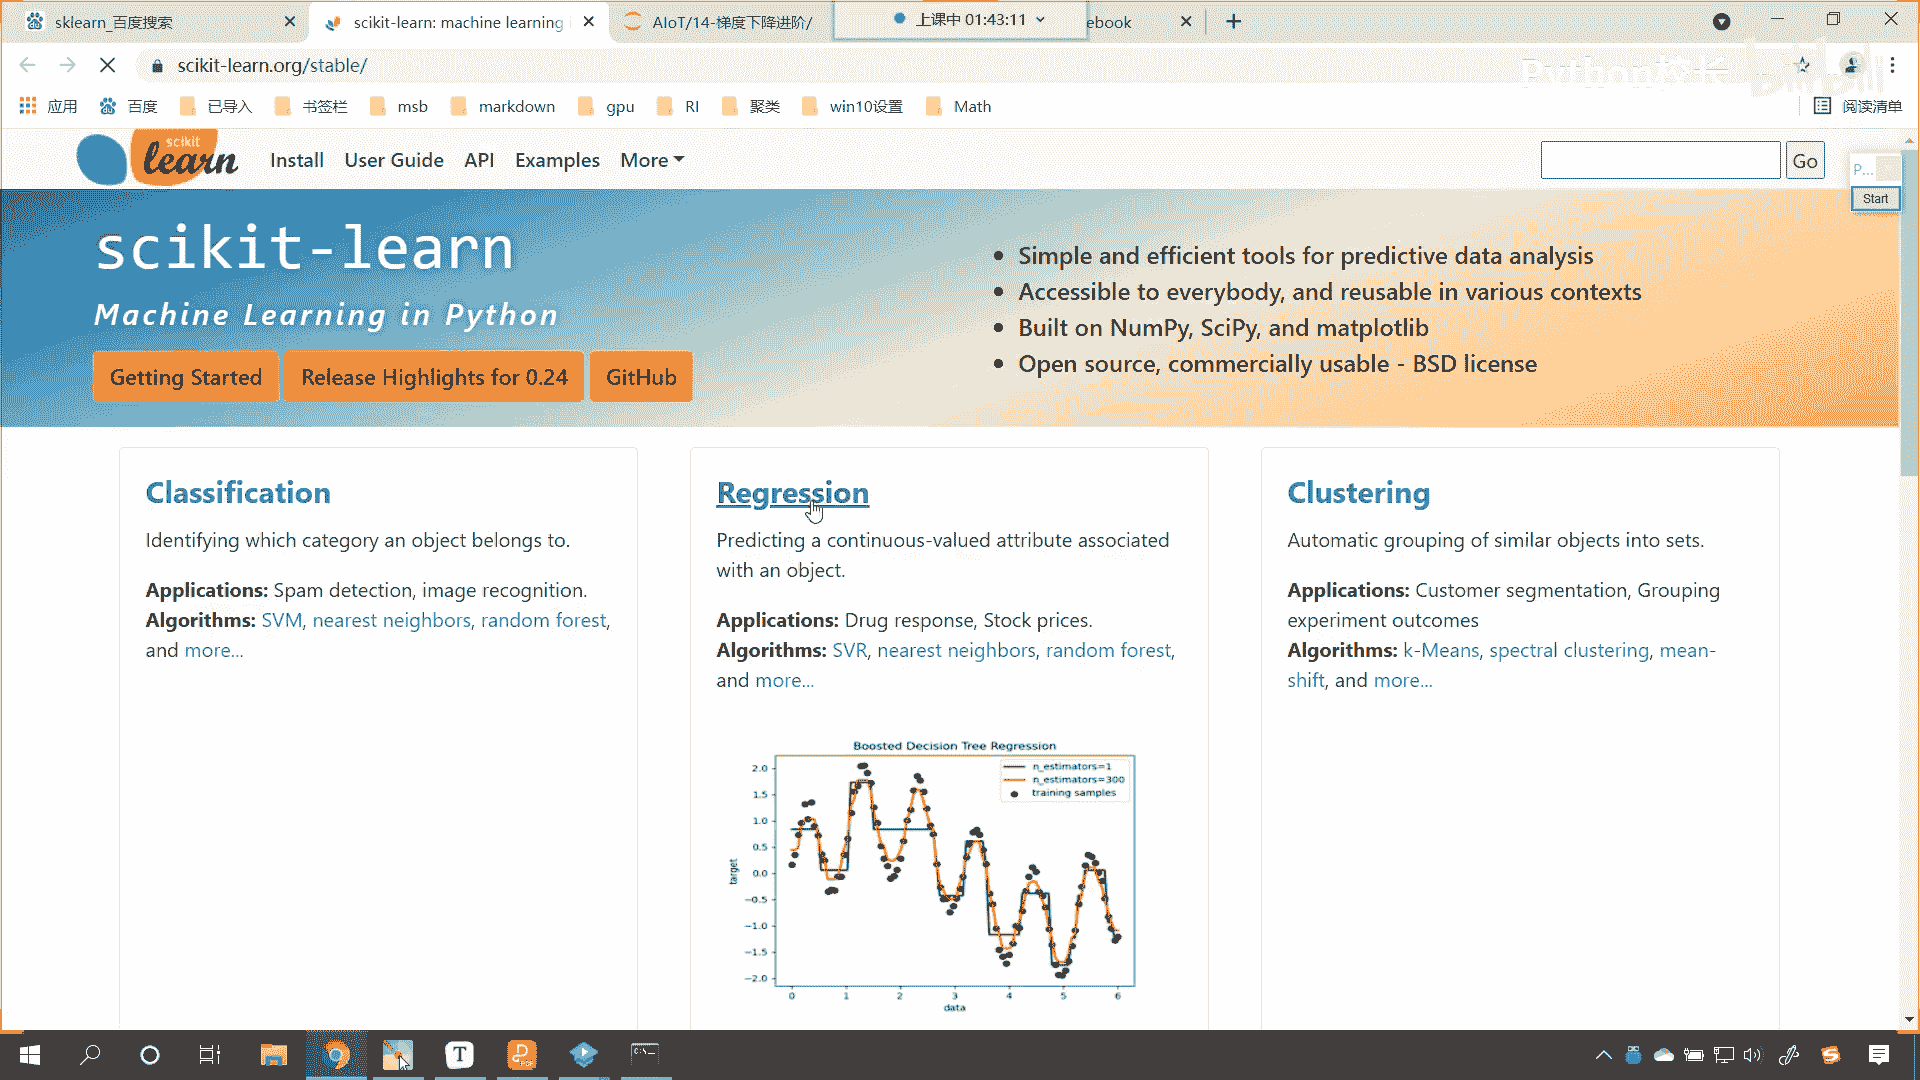 sklearn_百度搜索
scikit-learn: machine learning
AIoT/14-梯度下降进阶/
上课中 01:43:11
ebook
scikit-learn.org/stable/
Python校长
bilibili
应用
百度
已导入
书签栏
msb
markdown
gpu
RI
聚类
win10设置
Math
阅读清单
scikit
learn
Install
User Guide
API
Examples
More
Go
P...
Start
scikit-learn
Machine Learning in Python
Getting Started
Release Highlights for 0.24
GitHub
Simple and efficient tools for predictive data analysis
Accessible to everybody, and reusable in various contexts
Built on NumPy, SciPy, and matplotlib
Open source, commercially usable - BSD license
Classification
Identifying which category an object belongs to.
Applications: Spam detection, image recognition.
Algorithms: SVM, nearest neighbors, random forest,
and more...
Regression
Predicting a continuous-valued attribute associated
with an object.
Applications: Drug response, Stock prices.
Algorithms: SVR, nearest neighbors, random forest,
and more...
Boosted Decision Tree Regression
n_estimators=1
n_estimators=300
training samples
2.0
1.5
1.0
0.5
0.0
−0.5
−1.0
−1.5
−2.0
target
0 1 2 3 4 5 6
data
Clustering
Automatic grouping of similar objects into sets.
Applications: Customer segmentation, Grouping
experiment outcomes
Algorithms: k-Means, spectral clustering, mean-
shift, and more...